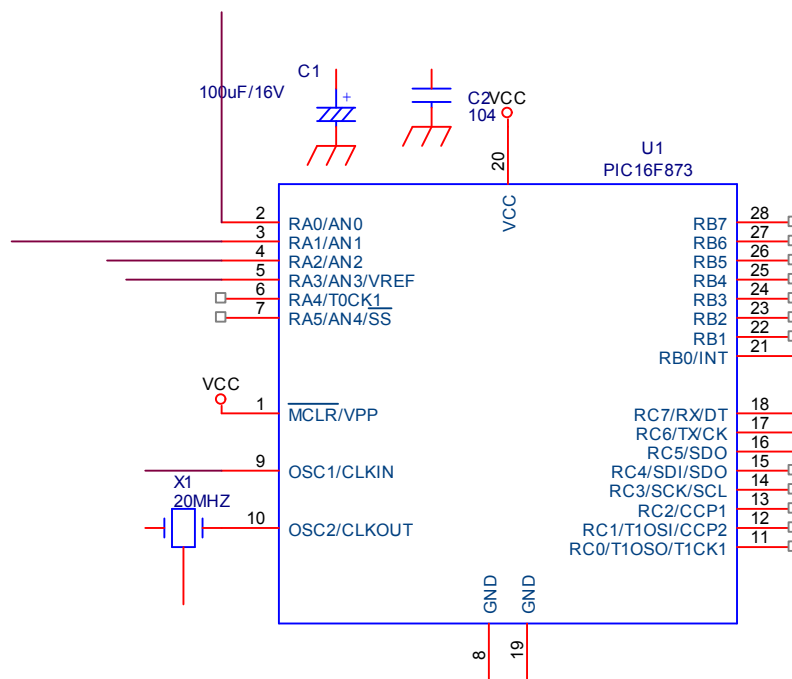 C1
100uF/16V
+
C2
104
VCC
20
VCC
U1
PIC16F873
2 RA0/AN0
3 RA1/AN1
4 RA2/AN2
5 RA3/AN3/VREF
6 RA4/T0CK1
7 RA5/AN4/SS
VCC
1 MCLR/VPP
9 OSC1/CLKIN
X1
20MHZ
10 OSC2/CLKOUT
RB7 28
RB6 27
RB5 26
RB4 25
RB3 24
RB2 23
RB1 22
RB0/INT 21
RC7/RX/DT 18
RC6/TX/CK 17
RC5/SDO 16
RC4/SDI/SDO 15
RC3/SCK/SCL 14
RC2/CCP1 13
RC1/T1OSI/CCP2 12
RC0/T1OSO/T1CK1 11
GND
GND
8
19